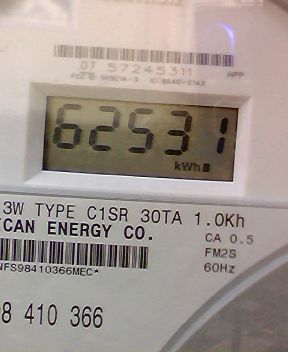 07 57245311 HPP
62531
kWh
3W TYPE C1SR 30TA 1.0Kh
CAN ENERGY CO.
CA 0.5
FM2S
NFS98410366MEC*
60Hz
8 410 366